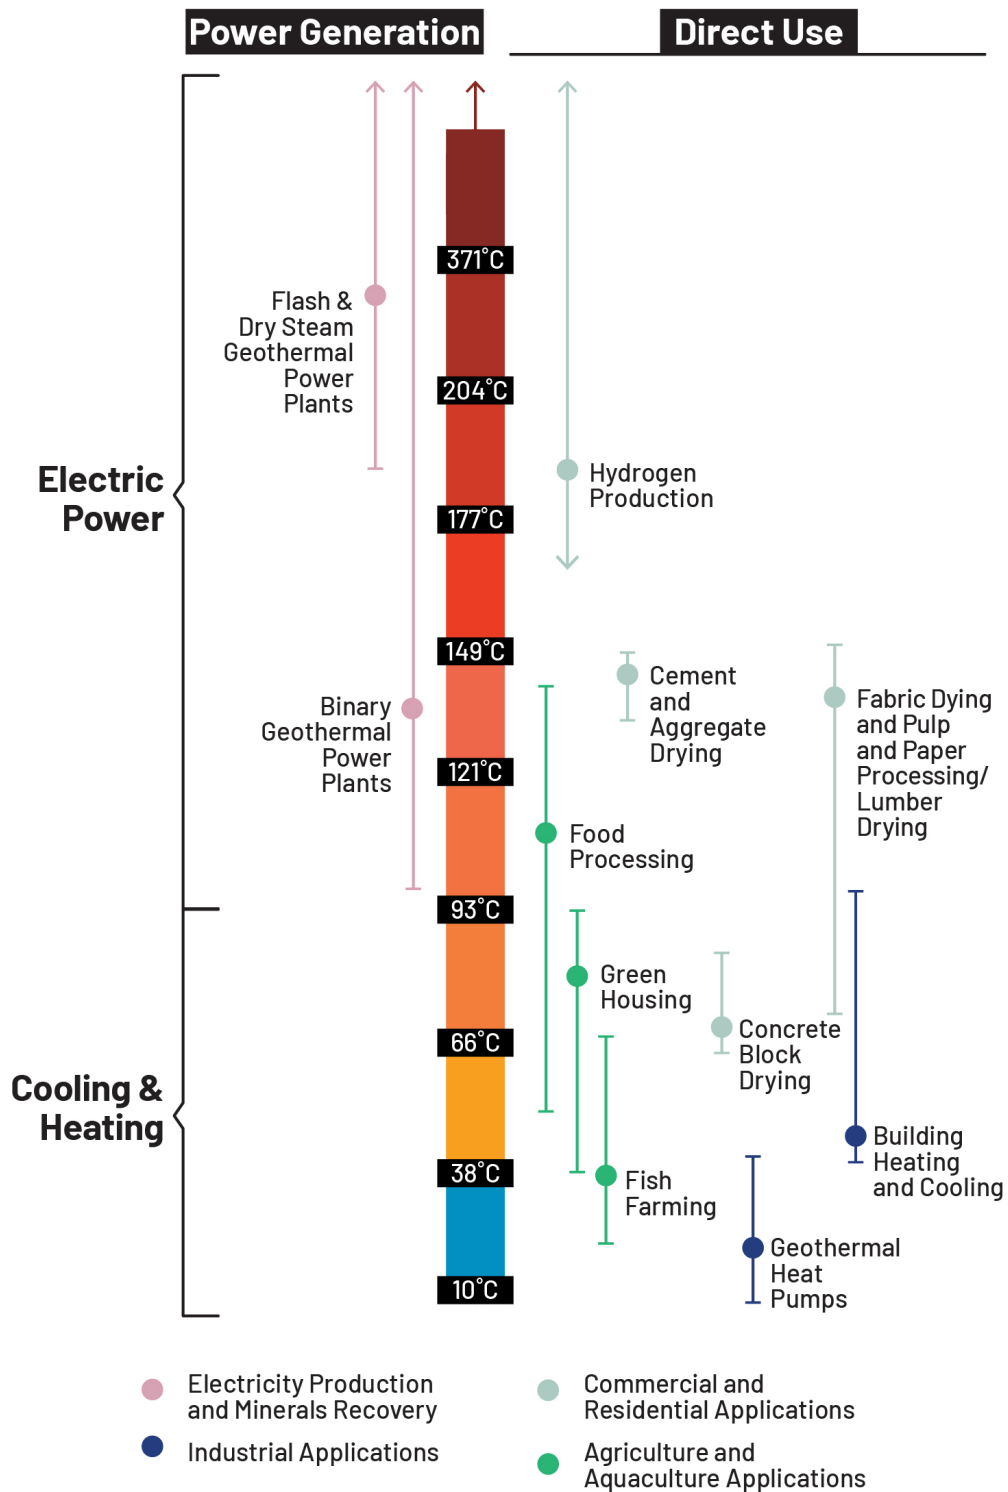 Power Generation
Direct Use
371°C
Flash &
Dry Steam
Geothermal
Power
Plants
204°C
Electric
Power
Hydrogen
Production
177°C
149°C
Cement
and
Aggregate
Drying
Fabric Dying
and Pulp
and Paper
Processing/
Lumber
Drying
Binary
Geothermal
Power
Plants
121°C
Food
Processing
93°C
Green
Housing
Concrete
Block
Drying
66°C
Cooling &
Heating
Building
Heating
and Cooling
38°C
Fish
Farming
Geothermal
Heat
Pumps
10°C
Electricity Production
and Minerals Recovery
Industrial Applications
Commercial and
Residential Applications
Agriculture and
Aquaculture Applications